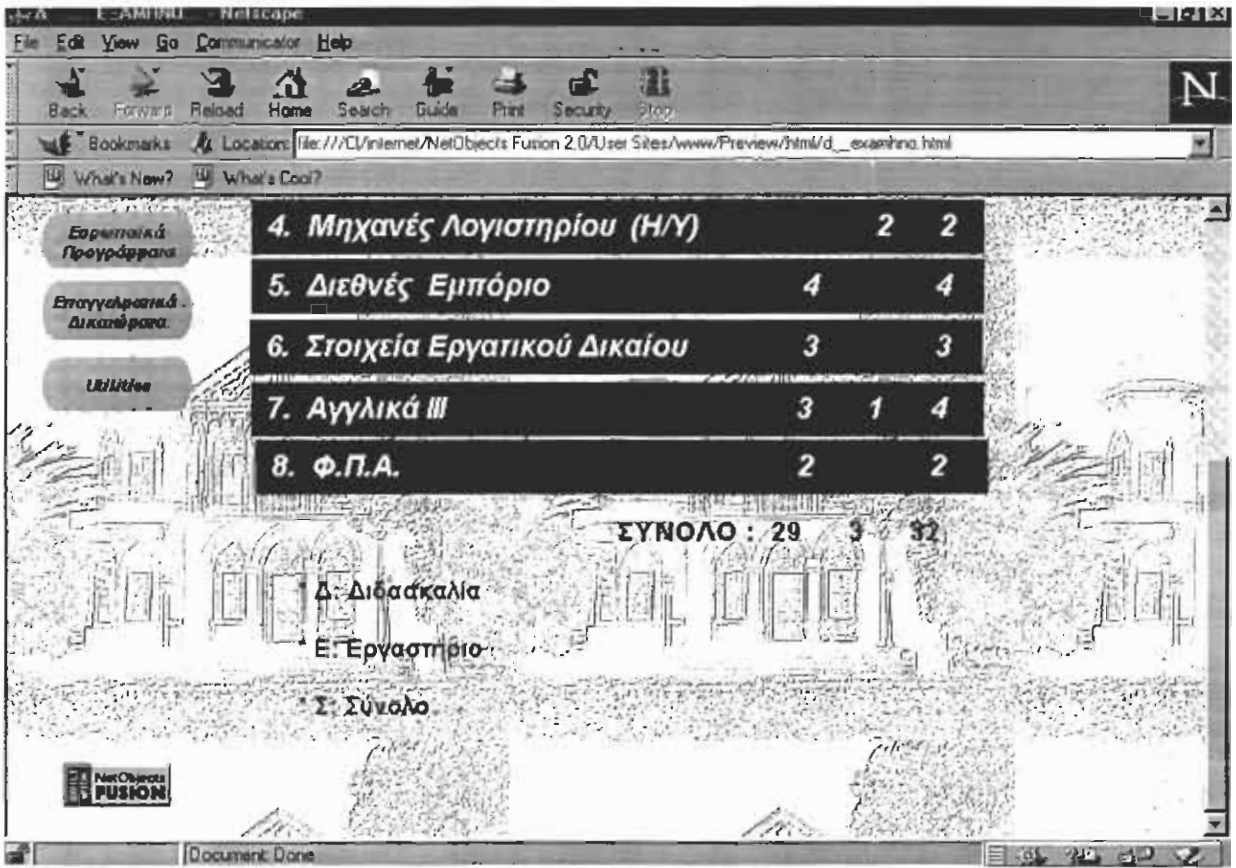 Δ ΕΞΑΜΗΝΟ - Netscape
File Edit View Go Communicator Help
Back Forward Reload Home Search Guide Print Security Stop
N
Bookmarks Location: file:///C|/internet/NetObjects Fusion 2.0/User Sites/www/Preview/html/d__examhno.html
What's New? What's Cool?
Ευρωπαϊκά
Προγράμματα
Επαγγελματικά
Δικαιώματα
Utilities
4. Μηχανές Λογιστηρίου (Η/Υ) 2 2
5. Διεθνές Εμπόριο 4 4
6. Στοιχεία Εργατικού Δικαίου 3 3
7. Αγγλικά III 3 1 4
8. Φ.Π.Α. 2 2
ΣΥΝΟΛΟ : 29 3 32
* Δ: Διδασκαλία
* Ε: Εργαστήριο
* Σ: Σύνολο
NetObjects
FUSION
Document: Done